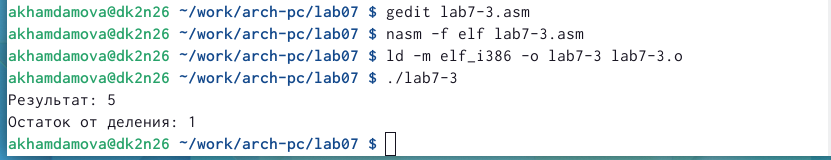 akhamdamova@dk2n26 ~/work/arch-pc/lab07 $ gedit lab7-3.asm
akhamdamova@dk2n26 ~/work/arch-pc/lab07 $ nasm -f elf lab7-3.asm
akhamdamova@dk2n26 ~/work/arch-pc/lab07 $ ld -m elf_i386 -o lab7-3 lab7-3.o
akhamdamova@dk2n26 ~/work/arch-pc/lab07 $ ./lab7-3
Результат: 5
Остаток от деления: 1
akhamdamova@dk2n26 ~/work/arch-pc/lab07 $